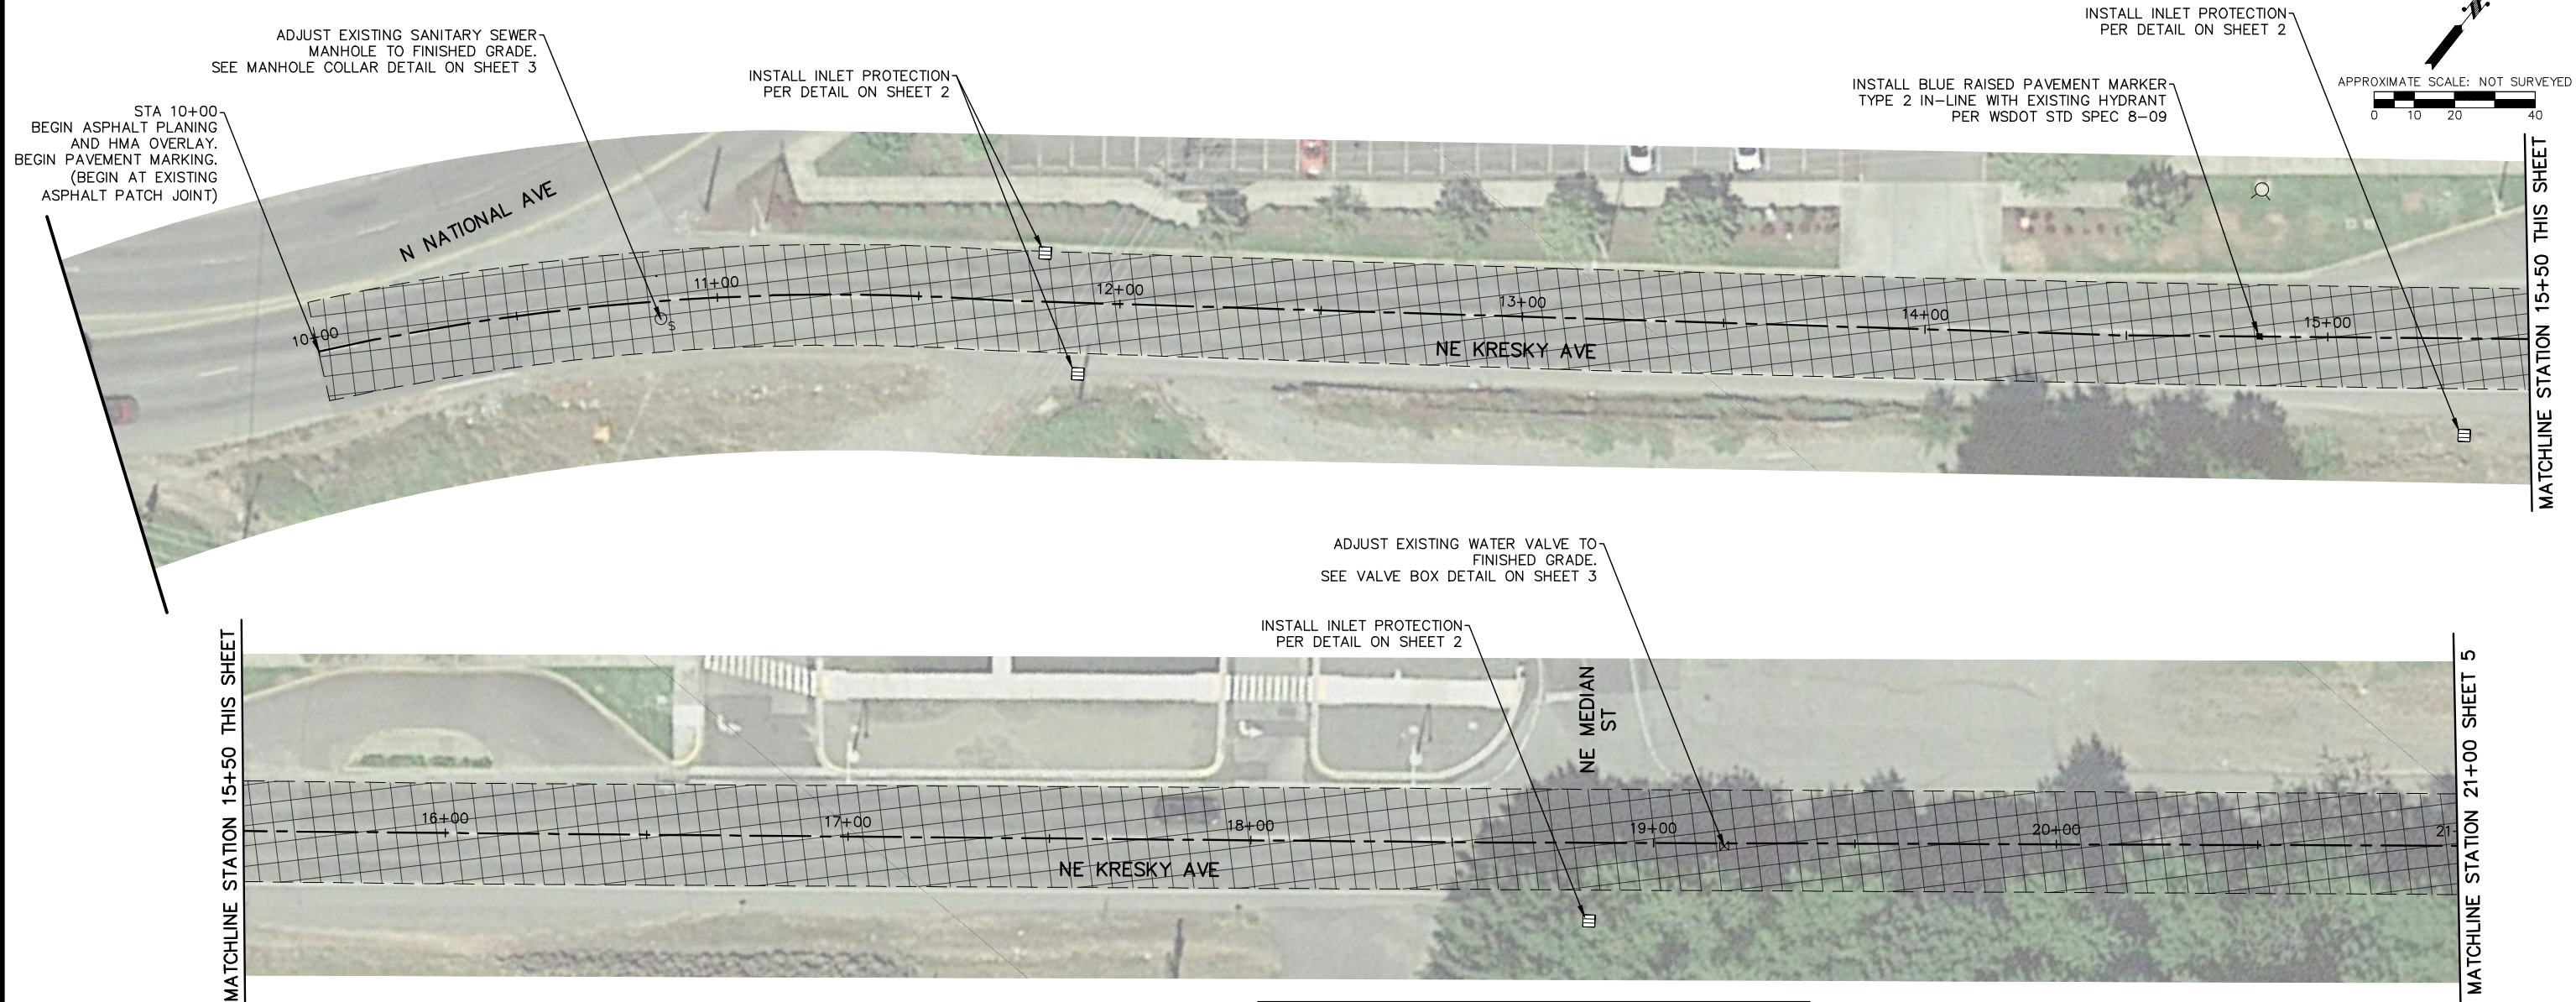 ADJUST EXISTING SANITARY SEWER
MANHOLE TO FINISHED GRADE.
SEE MANHOLE COLLAR DETAIL ON SHEET 3
STA 10+00
BEGIN ASPHALT PLANING
AND HMA OVERLAY.
BEGIN PAVEMENT MARKING.
(BEGIN AT EXISTING
ASPHALT PATCH JOINT)
INSTALL INLET PROTECTION
PER DETAIL ON SHEET 2
INSTALL BLUE RAISED PAVEMENT MARKER
TYPE 2 IN-LINE WITH EXISTING HYDRANT
PER WSDOT STD SPEC 8-09
INSTALL INLET PROTECTION
PER DETAIL ON SHEET 2
N
APPROXIMATE SCALE: NOT SURVEYED
0 10 20 40
N NATIONAL AVE
10+00
11+00
S
12+00
13+00
14+00
15+00
NE KRESKY AVE
MATCHLINE STATION 15+50 THIS SHEET
ADJUST EXISTING WATER VALVE TO
FINISHED GRADE.
SEE VALVE BOX DETAIL ON SHEET 3
INSTALL INLET PROTECTION
PER DETAIL ON SHEET 2
MATCHLINE STATION 15+50 THIS SHEET
NE MEDIAN
ST
16+00
17+00
18+00
19+00
20+00
21-
NE KRESKY AVE
MATCHLINE STATION 21+00 SHEET 5